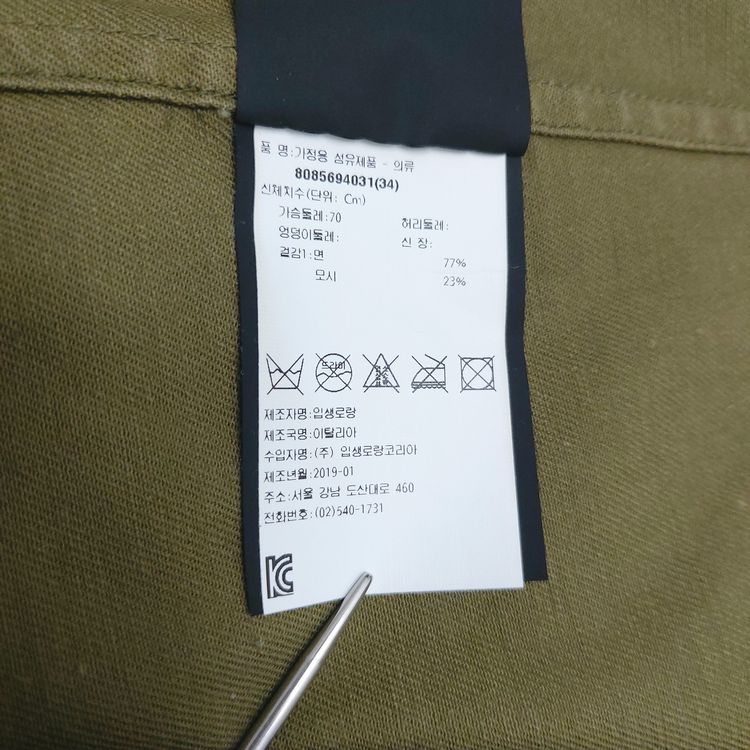 품 명:가정용 섬유제품 - 의류
8085694031(34)
신체치수(단위: Cm)
가슴둘레:70 허리둘레:
엉덩이둘레: 신 장:
겉감1:면 77%
모시 23%
드라이
제조자명:입생로랑
제조국명:이탈리아
수입자명:(주) 입생로랑코리아
제조년월:2019-01
주소:서울 강남 도산대로 460
전화번호:(02)540-1731
KC